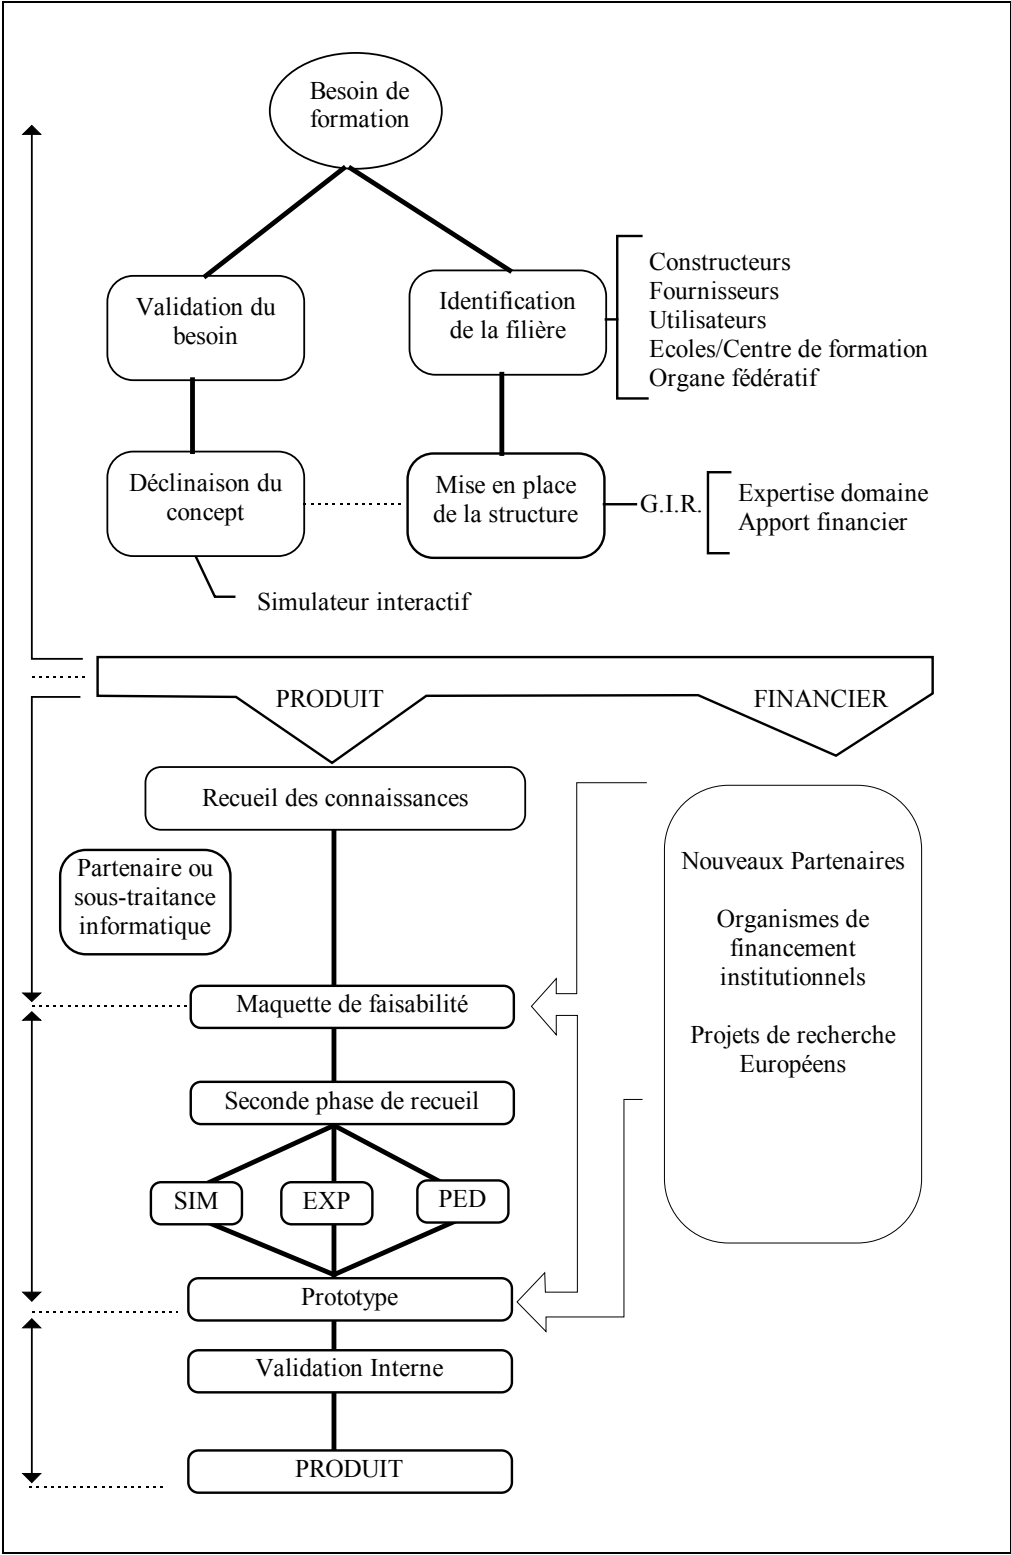 Besoin de
formation
Validation du
besoin
Identification
de la filière
Constructeurs
Fournisseurs
Utilisateurs
Ecoles/Centre de formation
Organe fédératif
Déclinaison du
concept
Mise en place
de la structure
G.I.R.
Expertise domaine
Apport financier
Simulateur interactif
PRODUIT
FINANCIER
Recueil des connaissances
Partenaire ou
sous-traitance
informatique
Nouveaux Partenaires
Organismes de
financement
institutionnels
Projets de recherche
Européens
Maquette de faisabilité
Seconde phase de recueil
SIM
EXP
PED
Prototype
Validation Interne
PRODUIT